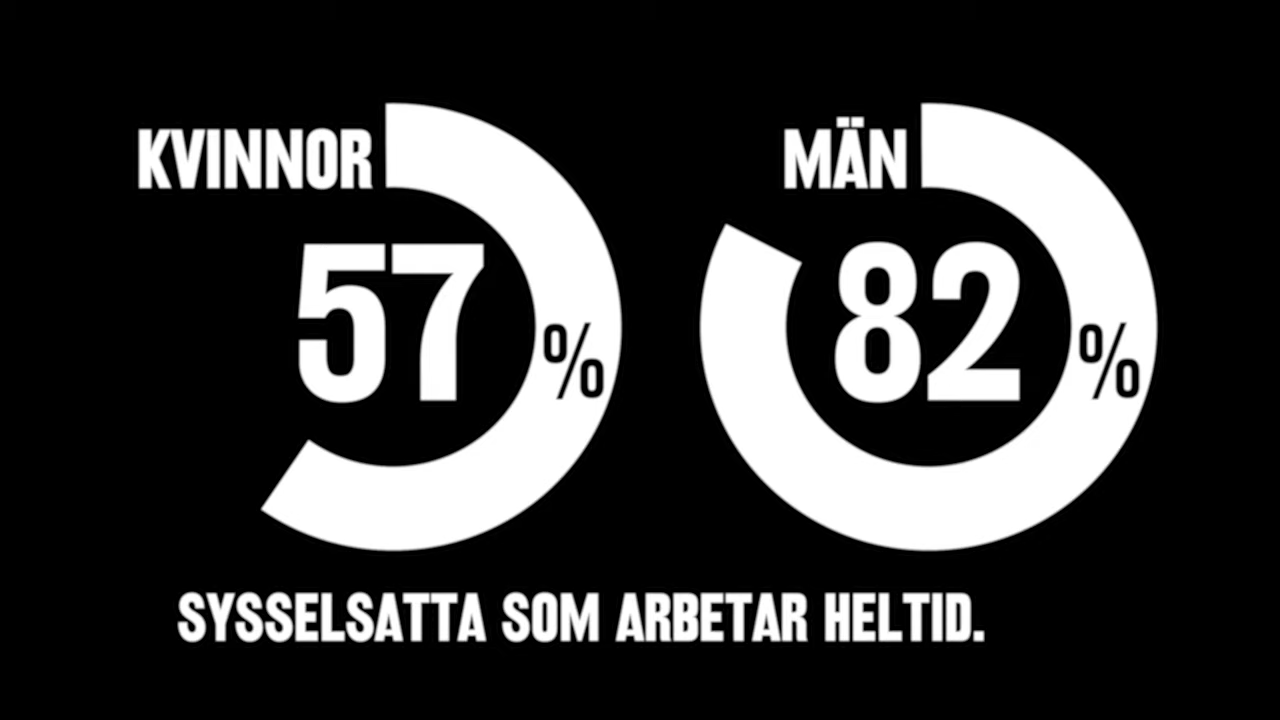 KVINNOR
57
%
MÄN
82
%
SYSSELSATTA SOM ARBETAR HELTID.